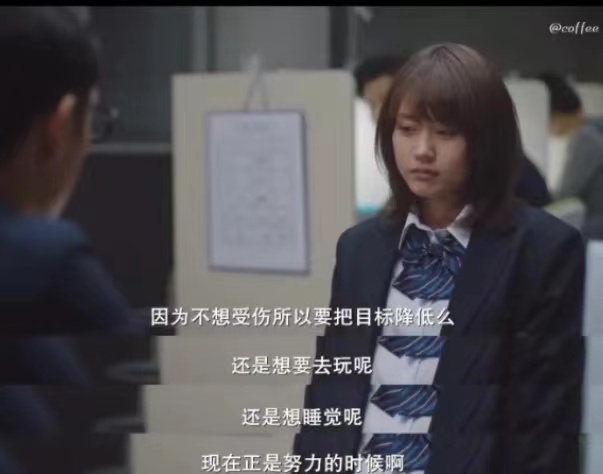 @coffee
因为不想受伤所以要把目标降低么
还是想要去玩呢
还是想睡觉呢
现在正是努力的时候啊